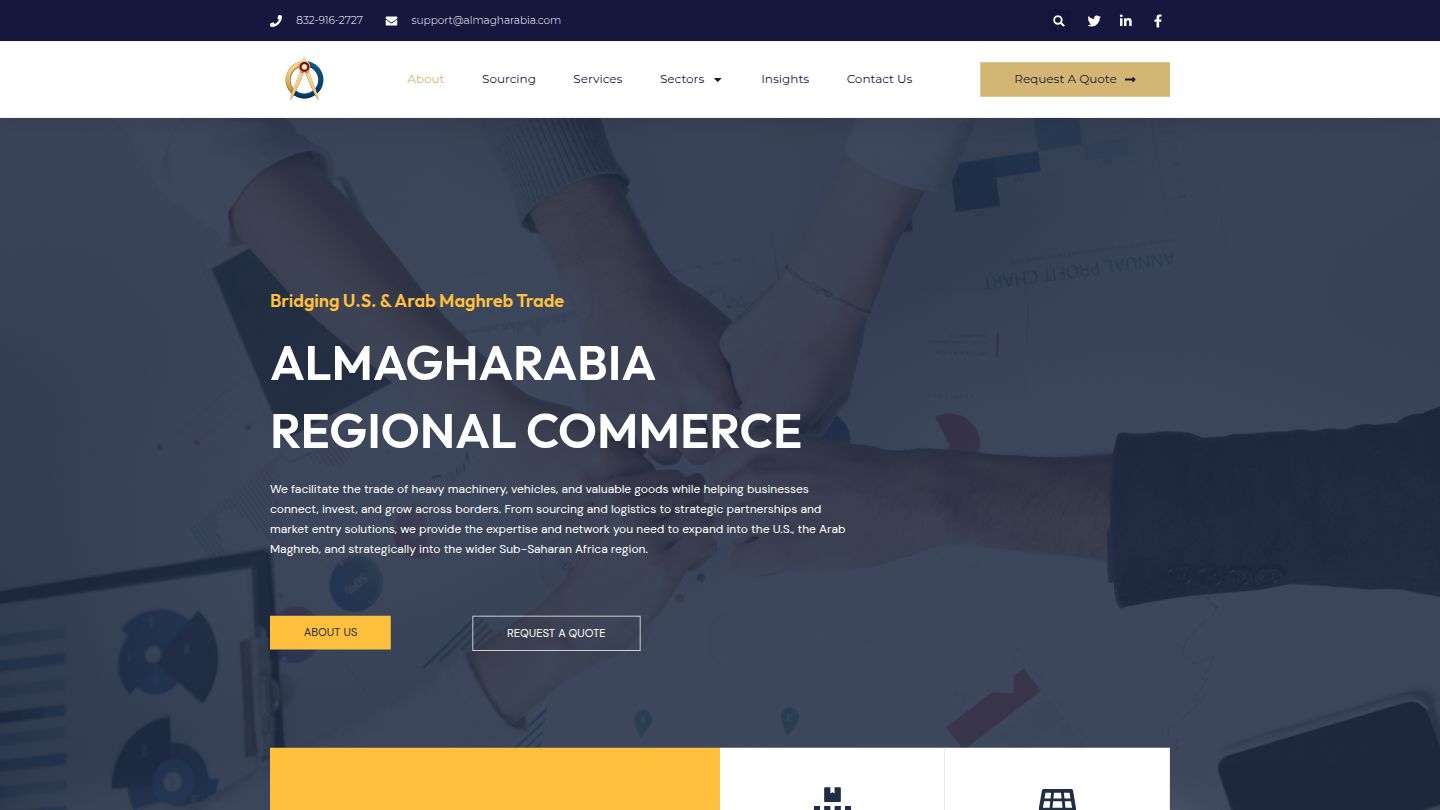 832-916-2727
support@almagharabia.com
About
Sourcing
Services
Sectors
Insights
Contact Us
Request A Quote
ANNUAL PROFIT CHART
Bridging U.S. & Arab Maghreb Trade
ALMAGHARABIA
REGIONAL COMMERCE
We facilitate the trade of heavy machinery, vehicles, and valuable goods while helping businesses
connect, invest, and grow across borders. From sourcing and logistics to strategic partnerships and
market entry solutions, we provide the expertise and network you need to expand into the U.S., the Arab
Maghreb, and strategically into the wider Sub-Saharan Africa region.
ABOUT US
REQUEST A QUOTE